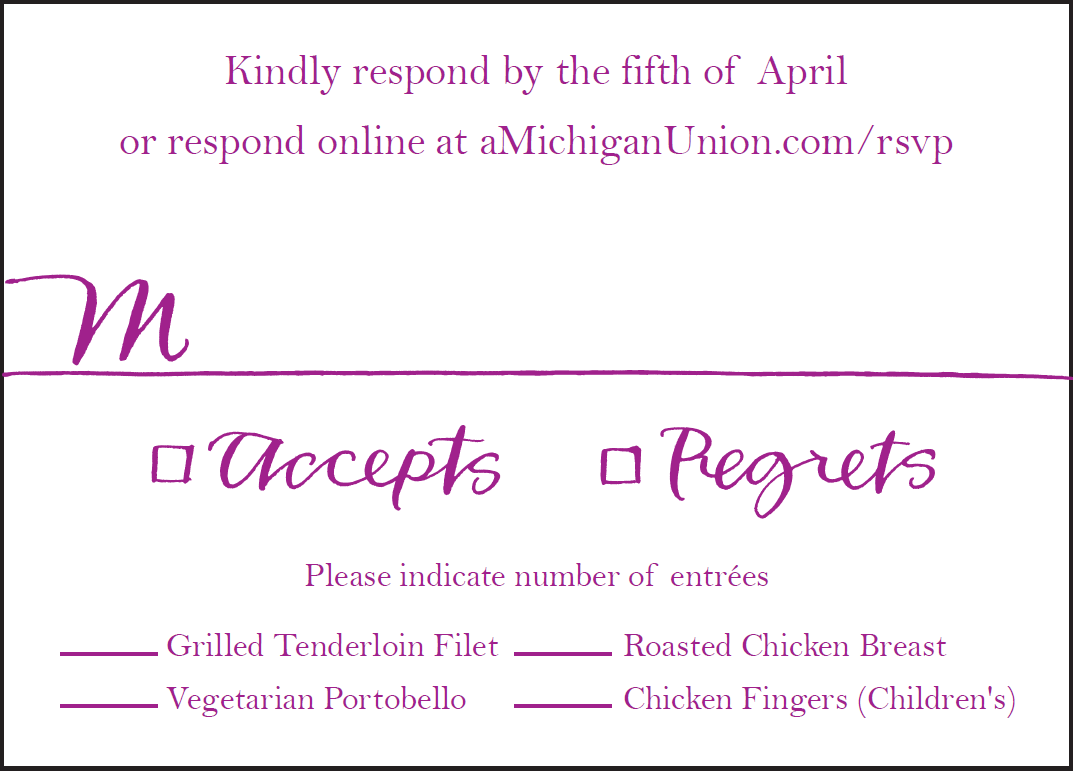 Kindly respond by the fifth of April
or respond online at aMichiganUnion.com/rsvp
M
Accepts Regrets
Please indicate number of entrées
Grilled Tenderloin Filet Roasted Chicken Breast
Vegetarian Portobello Chicken Fingers (Children's)